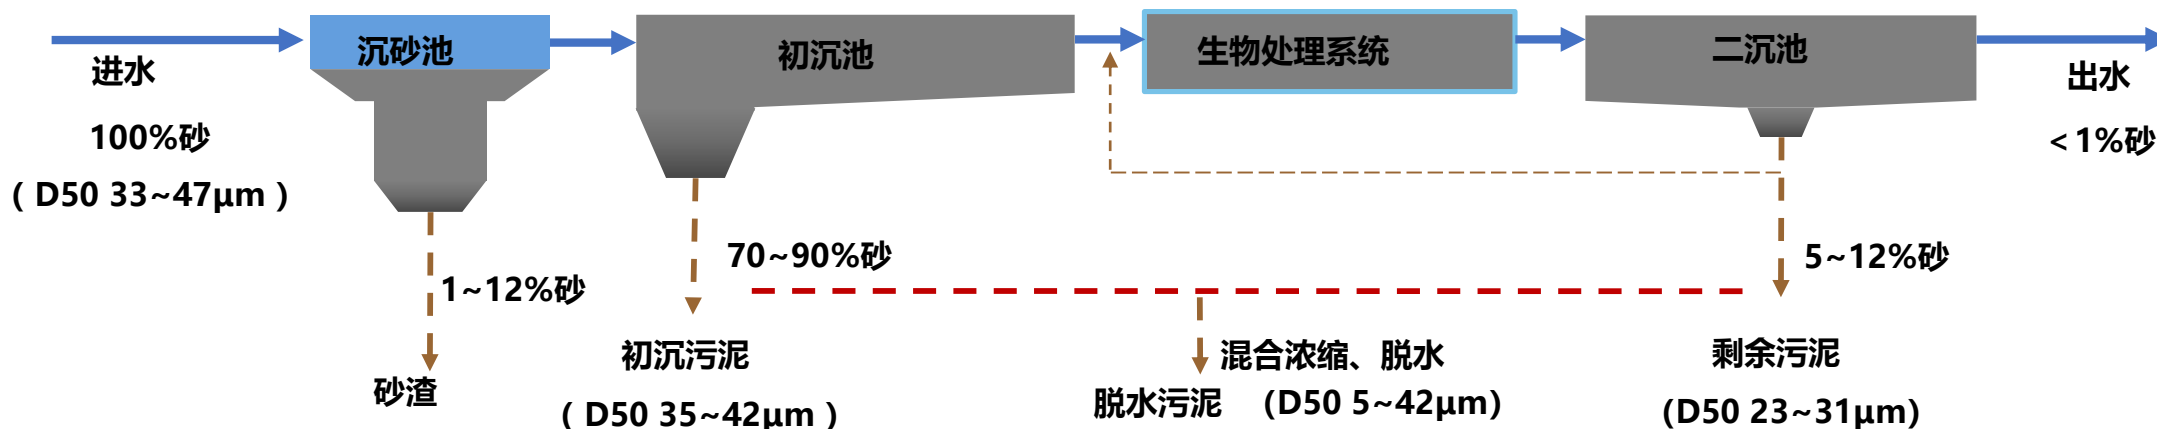 沉砂池
初沉池
生物处理系统
二沉池
进水
出水
100%砂
＜1%砂
（ D50 33~47μm ）
70~90%砂
5~12%砂
1~12%砂
初沉污泥
混合浓缩、脱水
剩余污泥
砂渣
脱水污泥
(D50 5~42μm)
（ D50 35~42μm ）
(D50 23~31μm)